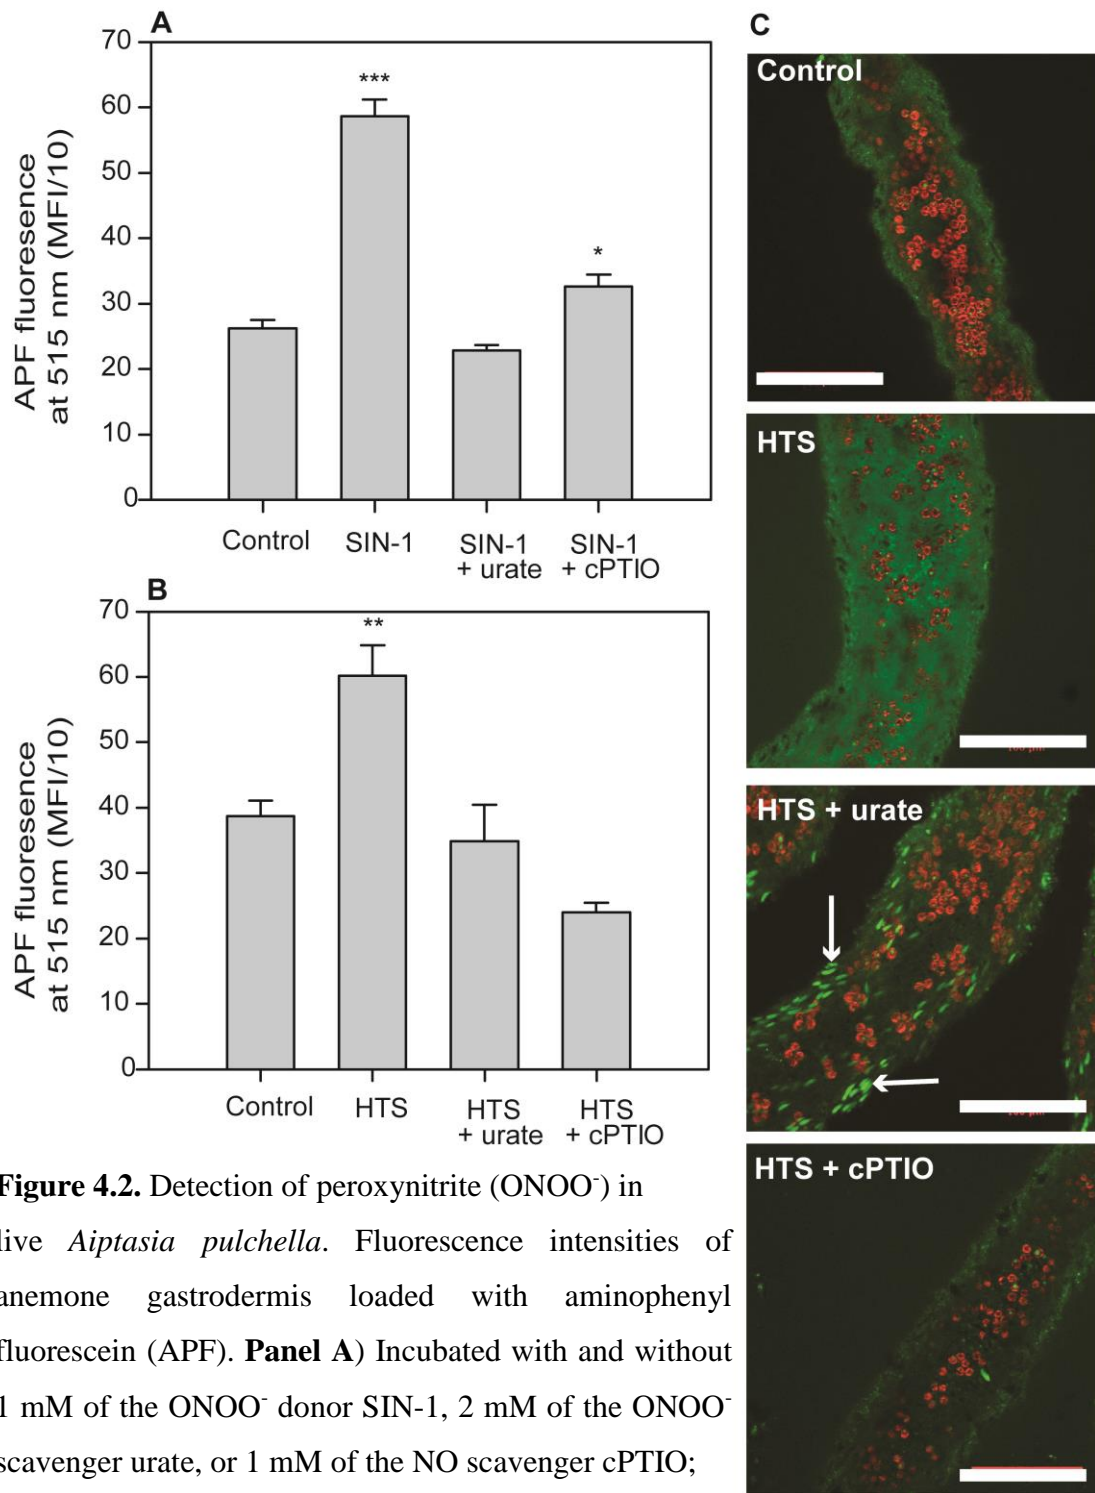 A
70
60
50
40
30
20
10
0
APF fluoresence
at 515 nm (MFI/10)
***
*
Control
SIN-1
SIN-1
+ urate
SIN-1
+ cPTIO
B
70
60
50
40
30
20
10
0
APF fluoresence
at 515 nm (MFI/10)
**
Control
HTS
HTS
+ urate
HTS
+ cPTIO
C
Control
HTS
HTS + urate
HTS + cPTIO
Figure 4.2. Detection of peroxynitrite (ONOO⁻) in
live Aiptasia pulchella. Fluorescence intensities of
anemone gastrodermis loaded with aminophenyl
fluorescein (APF). Panel A) Incubated with and without
1 mM of the ONOO⁻ donor SIN-1, 2 mM of the ONOO⁻
scavenger urate, or 1 mM of the NO scavenger cPTIO;